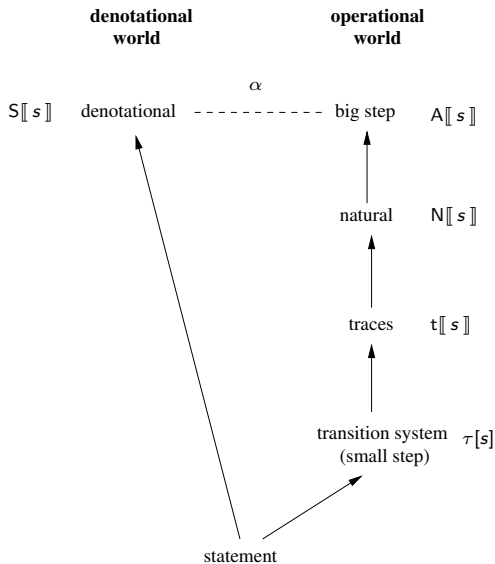 denotational world
operational world
α
S⟦ s ⟧ denotational big step A⟦ s ⟧
natural N⟦ s ⟧
traces t⟦ s ⟧
transition system
(small step) τ[s]
statement